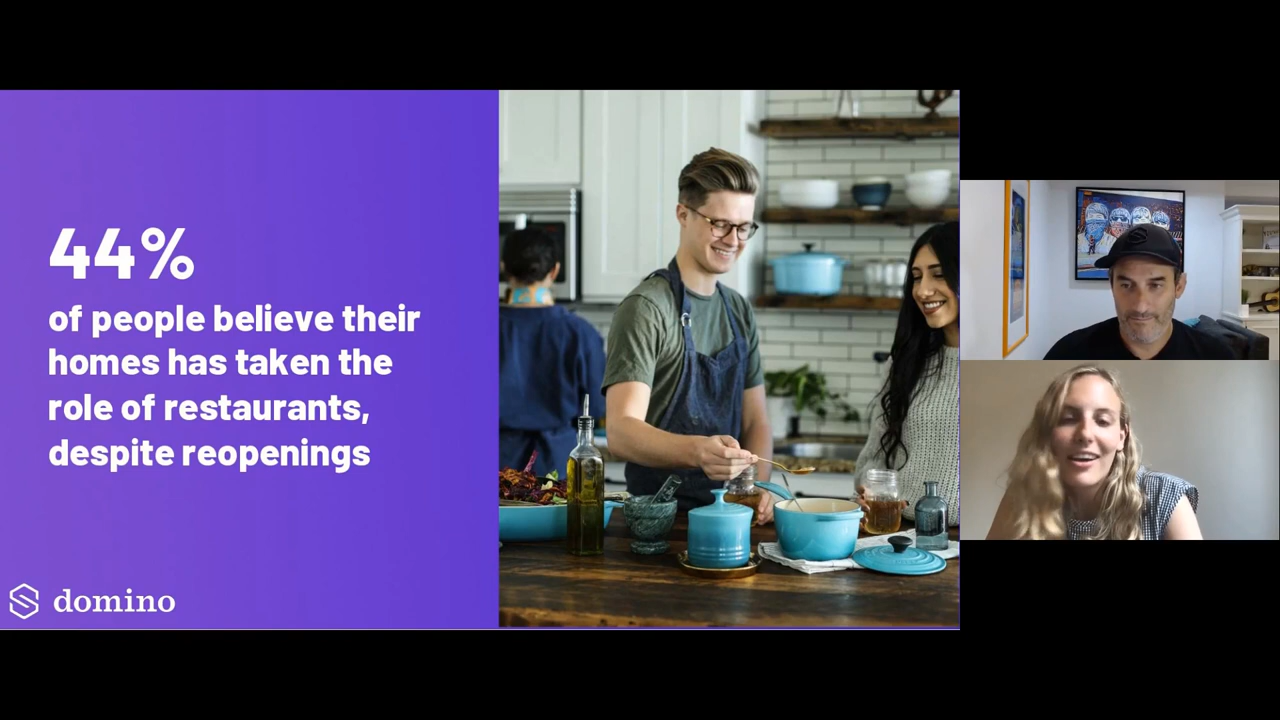 44%
of people believe their
homes has taken the
role of restaurants,
despite reopenings
domino